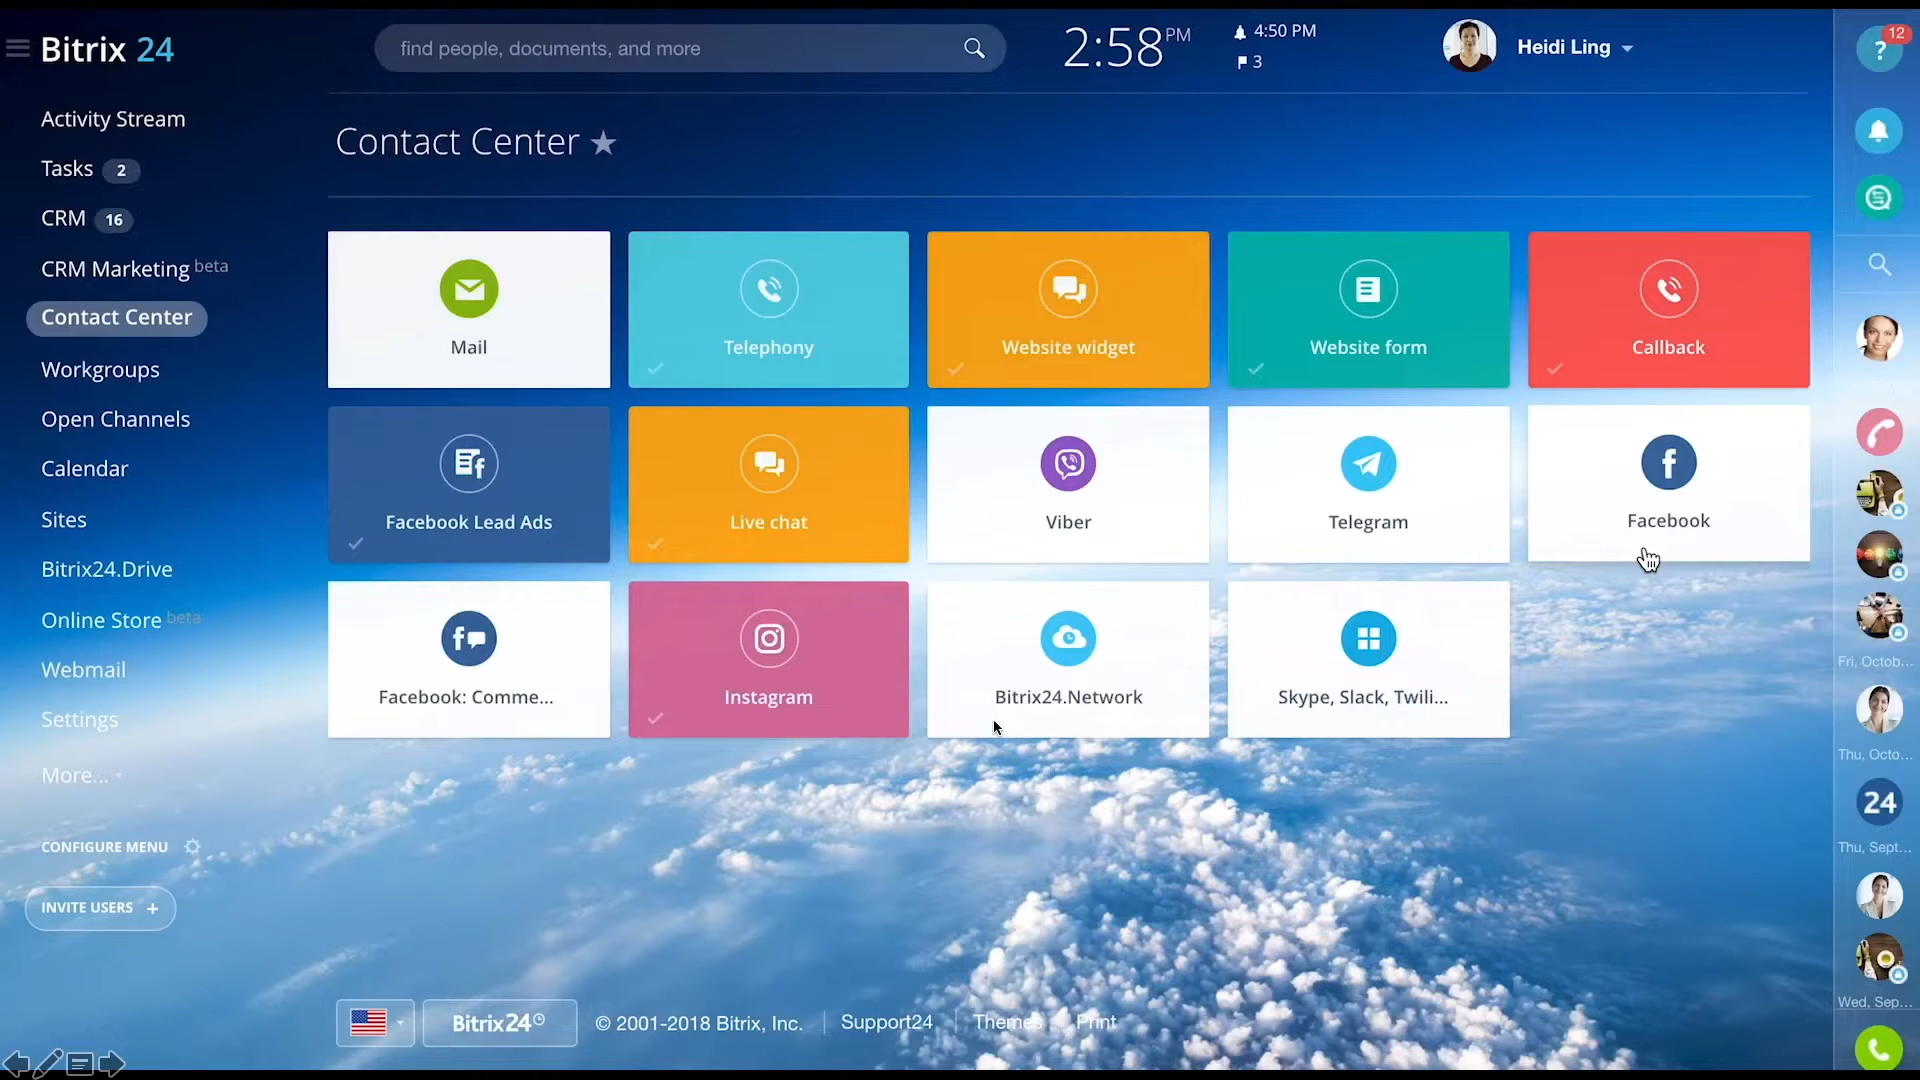 Bitrix 24
find people, documents, and more
2:58 PM
4:50 PM
3
Heidi Ling
12
?
Activity Stream
Tasks 2
CRM 16
CRM Marketing beta
Contact Center
Workgroups
Open Channels
Calendar
Sites
Bitrix24.Drive
Online Store beta
Webmail
Settings
More...
CONFIGURE MENU
INVITE USERS +
Contact Center
Mail
Telephony
Website widget
Website form
Callback
Facebook Lead Ads
Live chat
Viber
Telegram
Facebook
Facebook: Comme...
Instagram
Bitrix24.Network
Skype, Slack, Twili...
Fri, Octob...
Thu, Octo...
24
Thu, Sept...
Wed, Sep...
Bitrix24
© 2001-2018 Bitrix, Inc.
Support24
Themes
Print